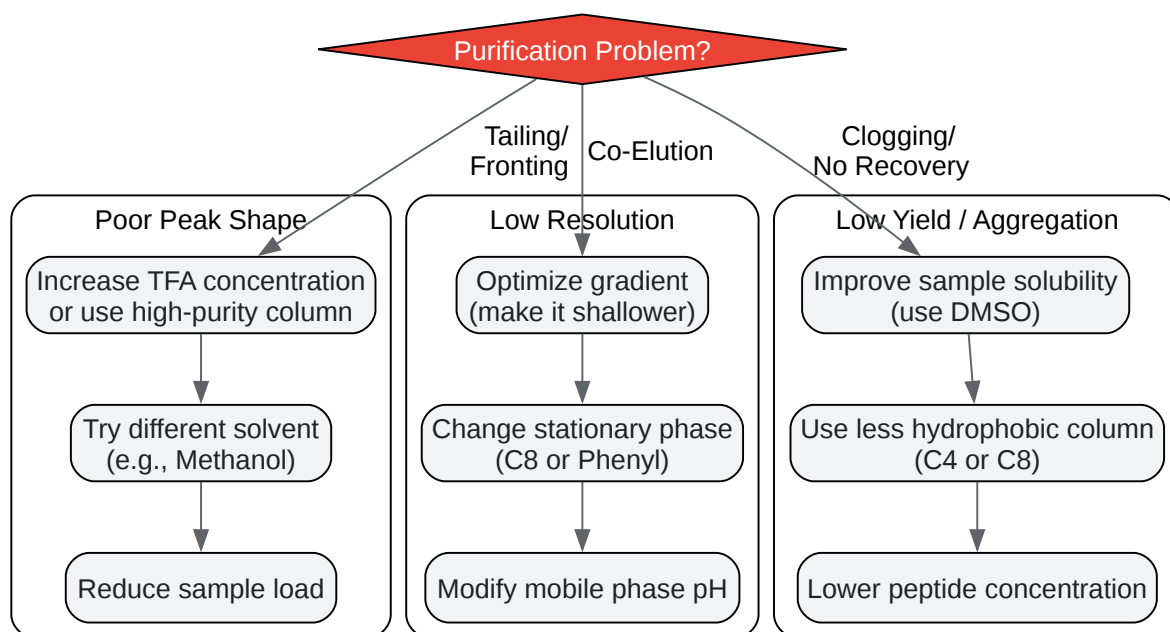 Purification Problem?
Tailing/
Fronting
Co-Elution
Clogging/
No Recovery
Poor Peak Shape
Increase TFA concentration
or use high-purity column
Try different solvent
(e.g., Methanol)
Reduce sample load
Low Resolution
Optimize gradient
(make it shallower)
Change stationary phase
(C8 or Phenyl)
Modify mobile phase pH
Low Yield / Aggregation
Improve sample solubility
(use DMSO)
Use less hydrophobic column
(C4 or C8)
Lower peptide concentration